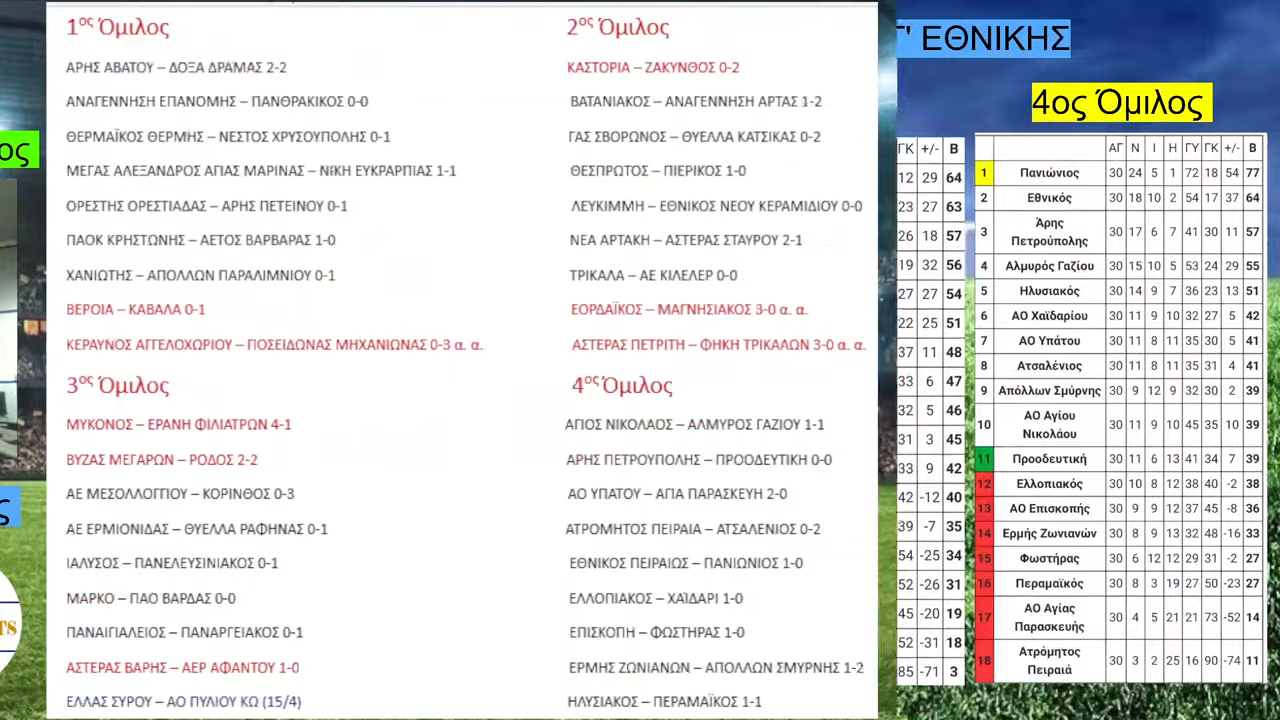 1ος Όμιλος
ΑΡΗΣ ΑΒΑΤΟΥ – ΔΟΞΑ ΔΡΑΜΑΣ 2-2
ΑΝΑΓΕΝΝΗΣΗ ΕΠΑΝΟΜΗΣ – ΠΑΝΘΡΑΚΙΚΟΣ 0-0
ΘΕΡΜΑΪΚΟΣ ΘΕΡΜΗΣ – ΝΕΣΤΟΣ ΧΡΥΣΟΥΠΟΛΗΣ 0-1
ΜΕΓΑΣ ΑΛΕΞΑΝΔΡΟΣ ΑΓΙΑΣ ΜΑΡΙΝΑΣ – ΝΙΚΗ ΕΥΚΡΑΡΠΙΑΣ 1-1
ΟΡΕΣΤΗΣ ΟΡΕΣΤΙΑΔΑΣ – ΑΡΗΣ ΠΕΤΕΙΝΟΥ 0-1
ΠΑΟΚ ΚΡΗΣΤΩΝΗΣ – ΑΕΤΟΣ ΒΑΡΒΑΡΑΣ 1-0
ΧΑΝΙΩΤΗΣ – ΑΠΟΛΛΩΝ ΠΑΡΑΛΙΜΝΙΟΥ 0-1
ΒΕΡΟΙΑ – ΚΑΒΑΛΑ 0-1
ΚΕΡΑΥΝΟΣ ΑΓΓΕΛΟΧΩΡΙΟΥ – ΠΟΣΕΙΔΩΝΑΣ ΜΗΧΑΝΙΩΝΑΣ 0-3 α. α.
2ος Όμιλος
ΚΑΣΤΟΡΙΑ – ΖΑΚΥΝΘΟΣ 0-2
ΒΑΤΑΝΙΑΚΟΣ – ΑΝΑΓΕΝΝΗΣΗ ΑΡΤΑΣ 1-2
ΓΑΣ ΣΒΟΡΩΝΟΣ – ΘΥΕΛΛΑ ΚΑΤΣΙΚΑΣ 0-2
ΘΕΣΠΡΩΤΟΣ – ΠΙΕΡΙΚΟΣ 1-0
ΛΕΥΚΙΜΜΗ – ΕΘΝΙΚΟΣ ΝΕΟΥ ΚΕΡΑΜΙΔΙΟΥ 0-0
ΝΕΑ ΑΡΤΑΚΗ – ΑΣΤΕΡΑΣ ΣΤΑΥΡΟΥ 2-1
ΤΡΙΚΑΛΑ – ΑΕ ΚΙΛΕΛΕΡ 0-0
ΕΟΡΔΑΪΚΟΣ – ΜΑΓΝΗΣΙΑΚΟΣ 3-0 α. α.
ΑΣΤΕΡΑΣ ΠΕΤΡΙΤΗ – ΦΗΚΗ ΤΡΙΚΑΛΩΝ 3-0 α. α.
3ος Όμιλος
ΜΥΚΟΝΟΣ – ΕΡΑΝΗ ΦΙΛΙΑΤΡΩΝ 4-1
ΒΥΖΑΣ ΜΕΓΑΡΩΝ – ΡΟΔΟΣ 2-2
ΑΕ ΜΕΣΟΛΟΓΓΙΟΥ – ΚΟΡΙΝΘΟΣ 0-3
ΑΕ ΕΡΜΙΟΝΙΔΑΣ – ΘΥΕΛΛΑ ΡΑΦΗΝΑΣ 0-1
ΙΑΛΥΣΟΣ – ΠΑΝΕΛΕΥΣΙΝΙΑΚΟΣ 0-1
ΜΑΡΚΟ – ΠΑΟ ΒΑΡΔΑΣ 0-0
ΠΑΝΑΙΓΙΑΛΕΙΟΣ – ΠΑΝΑΡΓΕΙΑΚΟΣ 0-1
ΑΣΤΕΡΑΣ ΒΑΡΗΣ – ΑΕΡ ΑΦΑΝΤΟΥ 1-0
ΕΛΛΑΣ ΣΥΡΟΥ – ΑΟ ΠΥΛΙΟΥ ΚΩ (15/4)
4ος Όμιλος
ΑΓΙΟΣ ΝΙΚΟΛΑΟΣ – ΑΛΜΥΡΟΣ ΓΑΖΙΟΥ 1-1
ΑΡΗΣ ΠΕΤΡΟΥΠΟΛΗΣ – ΠΡΟΟΔΕΥΤΙΚΗ 0-0
ΑΟ ΥΠΑΤΟΥ – ΑΓΙΑ ΠΑΡΑΣΚΕΥΗ 2-0
ΑΤΡΟΜΗΤΟΣ ΠΕΙΡΑΙΑ – ΑΤΣΑΛΕΝΙΟΣ 0-2
ΕΘΝΙΚΟΣ ΠΕΙΡΑΙΩΣ – ΠΑΝΙΩΝΙΟΣ 1-0
ΕΛΛΟΠΙΑΚΟΣ – ΧΑΪΔΑΡΙ 1-0
ΕΠΙΣΚΟΠΗ – ΦΩΣΤΗΡΑΣ 1-0
ΕΡΜΗΣ ΖΩΝΙΑΝΩΝ – ΑΠΟΛΛΩΝ ΣΜΥΡΝΗΣ 1-2
ΗΛΥΣΙΑΚΟΣ – ΠΕΡΑΜΑΪΚΟΣ 1-1
ος
ς
TS
Γ' ΕΘΝΙΚΗΣ
ΓΚ +/- Β
12 29 64
23 27 63
26 18 57
19 32 56
27 27 54
22 25 51
37 11 48
33 6 47
32 5 46
31 3 45
33 9 42
42 -12 40
39 -7 35
54 -25 34
52 -26 31
45 -20 19
52 -31 18
85 -71 3
4ος Όμιλος
ΑΓ Ν Ι Η ΓΥ ΓΚ +/- Β
1 Πανιώνιος 30 24 5 1 72 18 54 77
2 Εθνικός 30 18 10 2 54 17 37 64
3 Άρης Πετρούπολης 30 17 6 7 41 30 11 57
4 Αλμυρός Γαζίου 30 15 10 5 53 24 29 55
5 Ηλυσιακός 30 14 9 7 36 23 13 51
6 ΑΟ Χαϊδαρίου 30 11 9 10 32 27 5 42
7 ΑΟ Υπάτου 30 11 8 11 35 30 5 41
8 Ατσαλένιος 30 11 8 11 35 31 4 41
9 Απόλλων Σμύρνης 30 9 12 9 32 30 2 39
10 ΑΟ Αγίου Νικολάου 30 11 9 10 45 35 10 39
11 Προοδευτική 30 11 6 13 41 34 7 39
12 Ελλοπιακός 30 10 8 12 38 40 -2 38
13 ΑΟ Επισκοπής 30 9 9 12 37 45 -8 36
14 Ερμής Ζωνιανών 30 8 9 13 32 48 -16 33
15 Φωστήρας 30 6 12 12 29 31 -2 27
16 Περαμαϊκός 30 8 3 19 27 50 -23 27
17 ΑΟ Αγίας Παρασκευής 30 4 5 21 21 73 -52 14
18 Ατρόμητος Πειραιά 30 3 2 25 16 90 -74 11